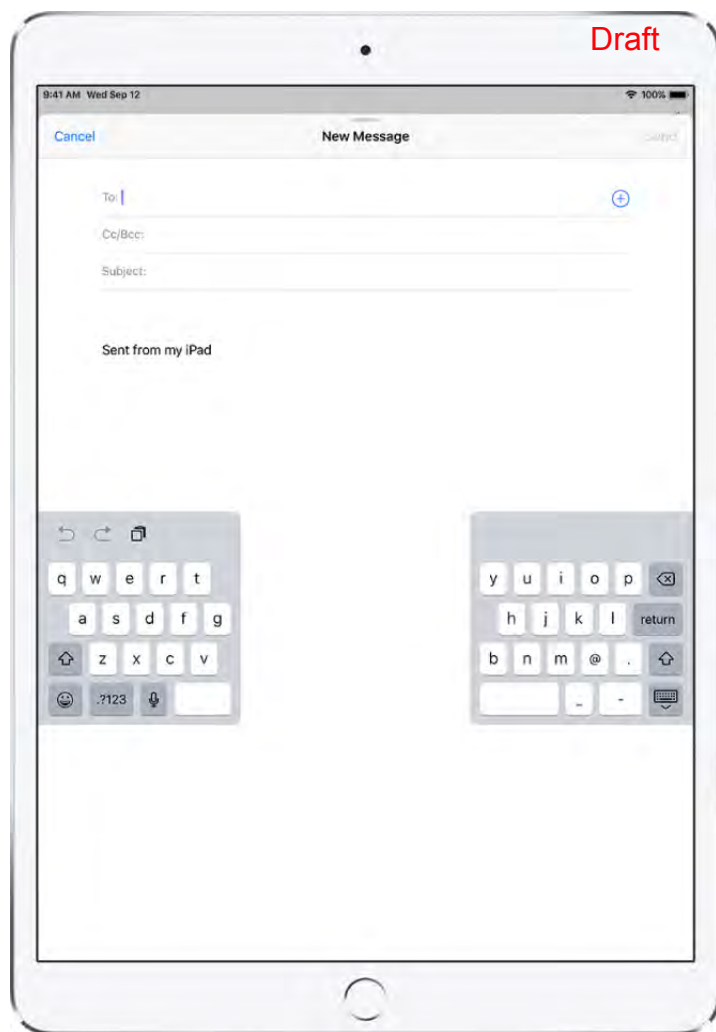 Draft
9:41 AM Wed Sep 12 100%
Cancel New Message Send
To:
Cc/Bcc:
Subject:
Sent from my iPad
q w e r t y u i o p
a s d f g h j k l return
z x c v b n m @ .
.?123 _ -